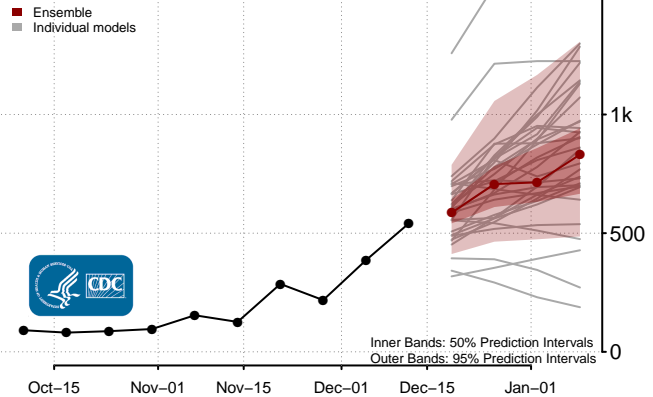 Ensemble
Individual models
1k
500
CDC
Inner Bands: 50% Prediction Intervals
0
Outer Bands: 95% Prediction Intervals
Oct−15 Nov−01 Nov−15 Dec−01 Dec−15 Jan−01